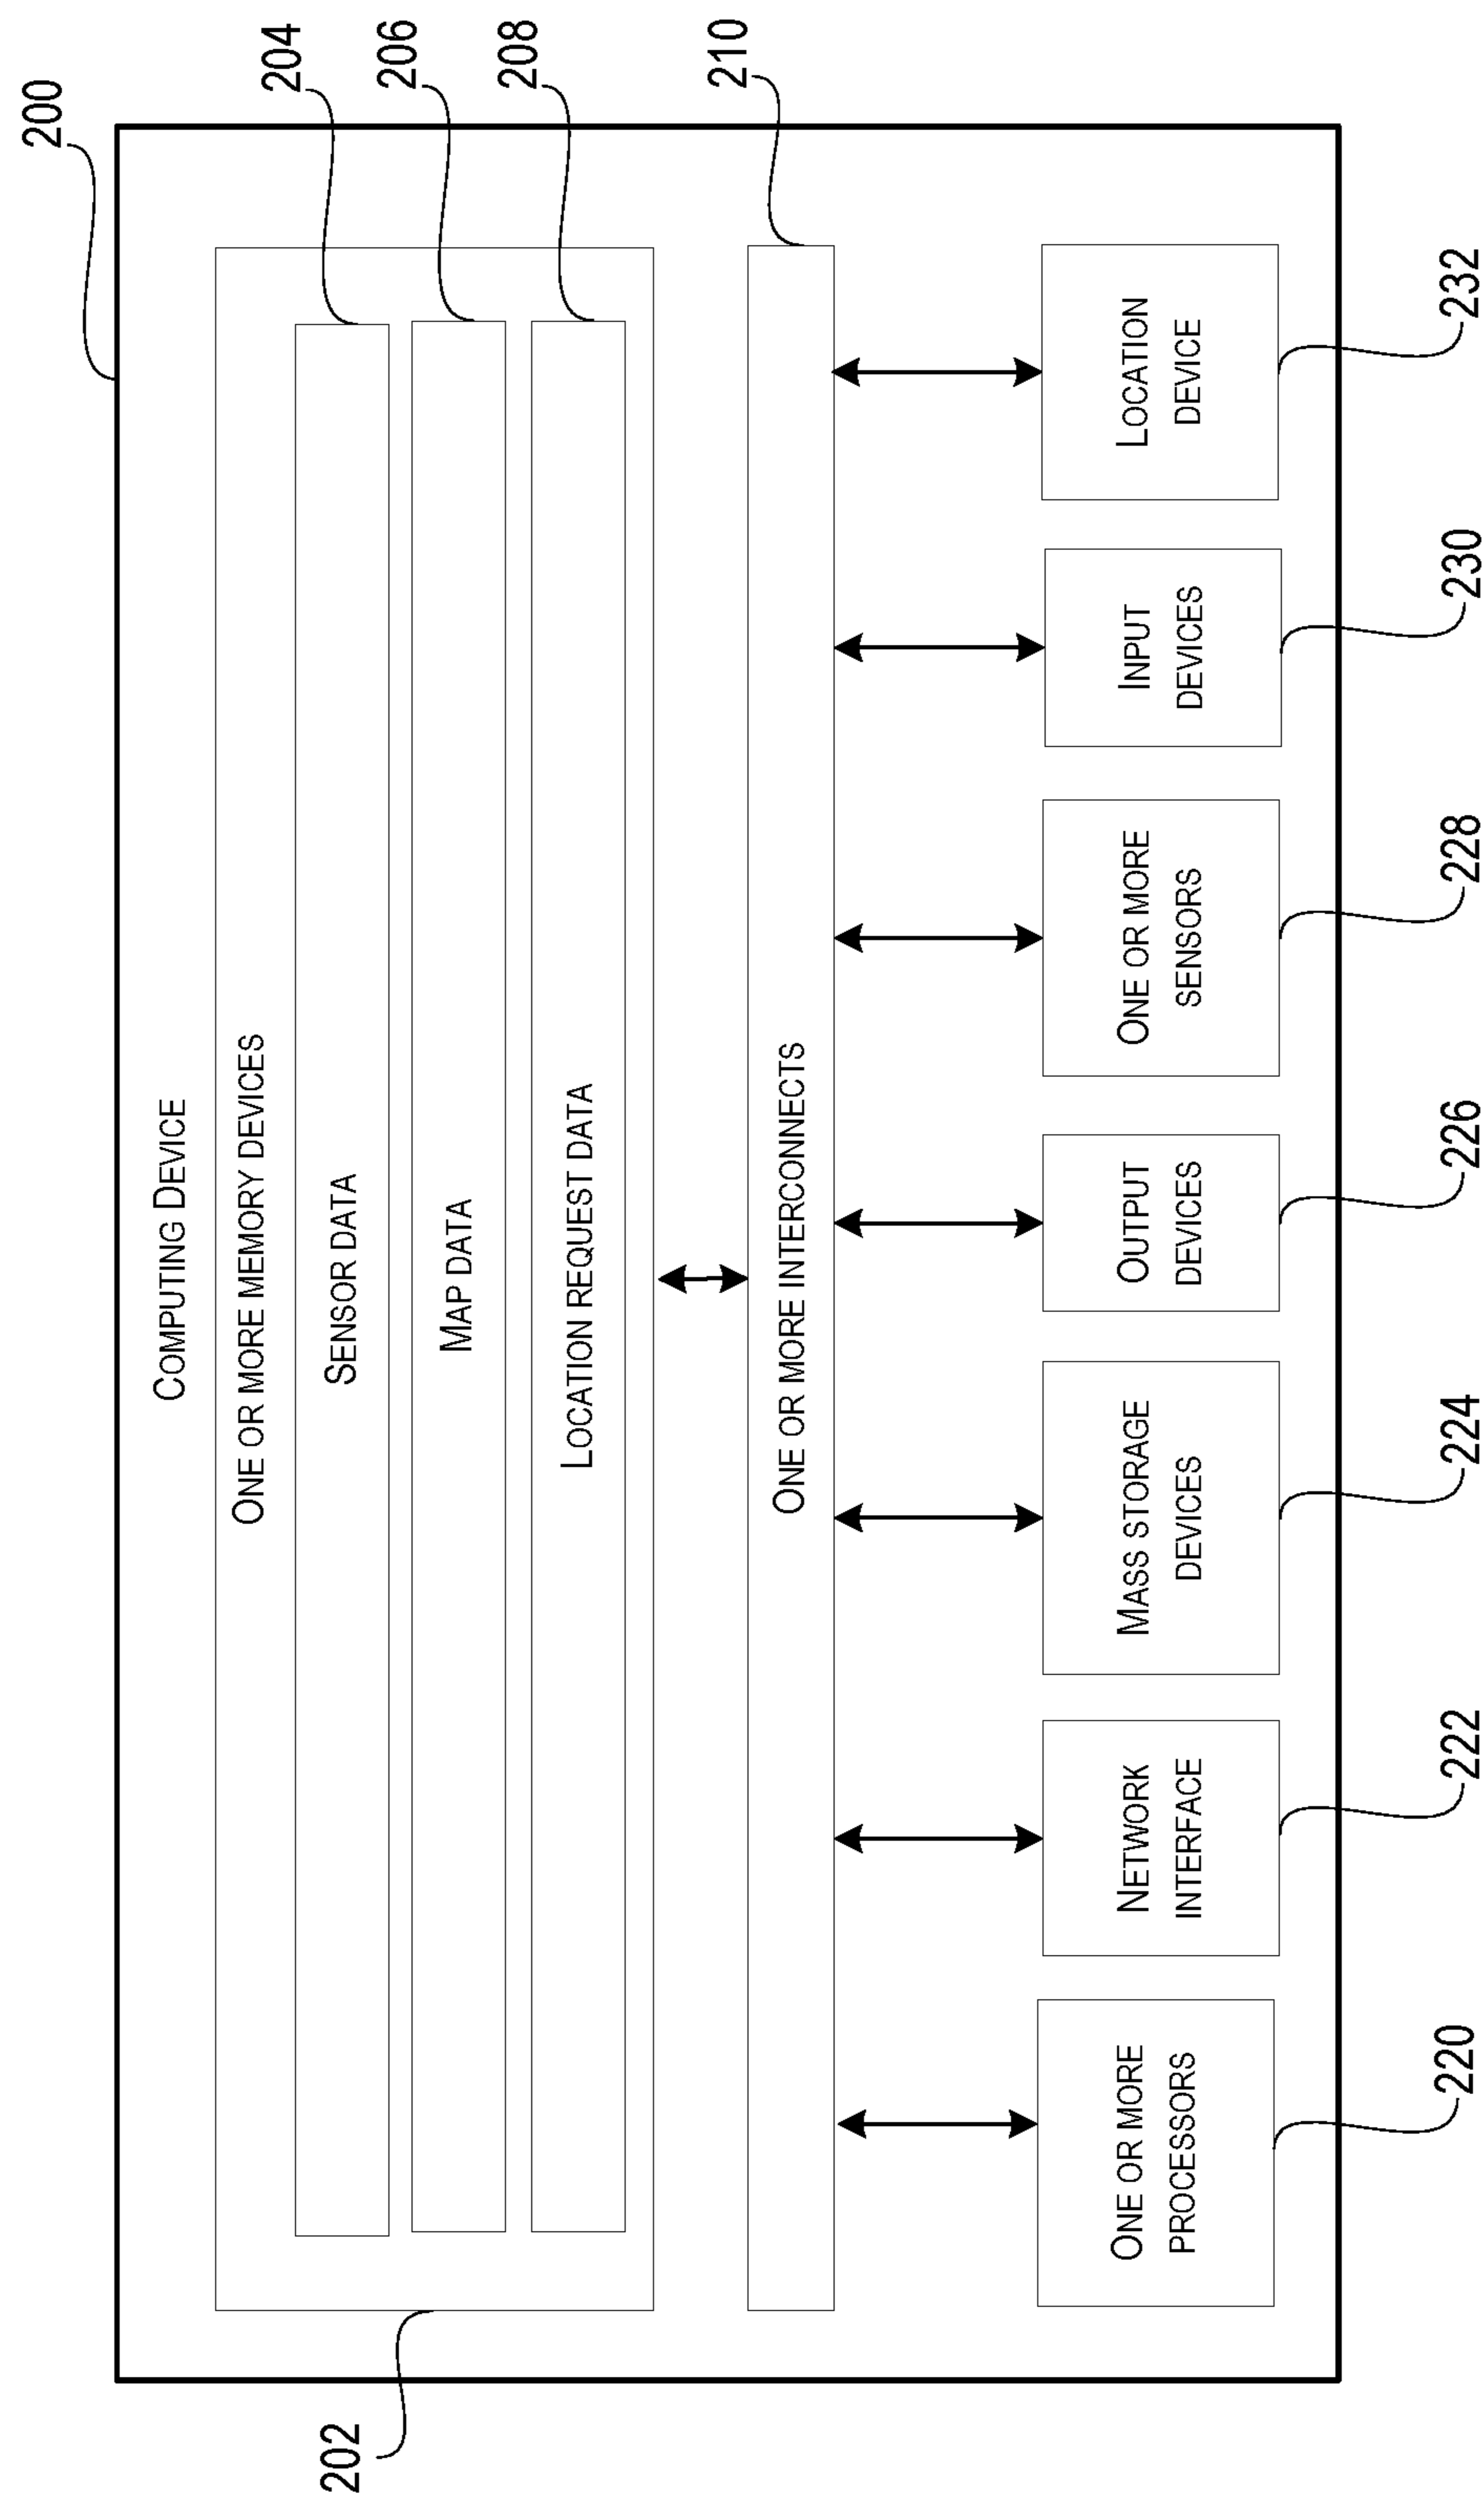 200
COMPUTING DEVICE
ONE OR MORE MEMORY DEVICES
202
SENSOR DATA
204
MAP DATA
206
LOCATION REQUEST DATA
208
ONE OR MORE INTERCONNECTS
210
ONE OR MORE
PROCESSORS
220
NETWORK
INTERFACE
222
MASS STORAGE
DEVICES
224
OUTPUT
DEVICES
226
ONE OR MORE
SENSORS
228
INPUT
DEVICES
230
LOCATION
DEVICE
232